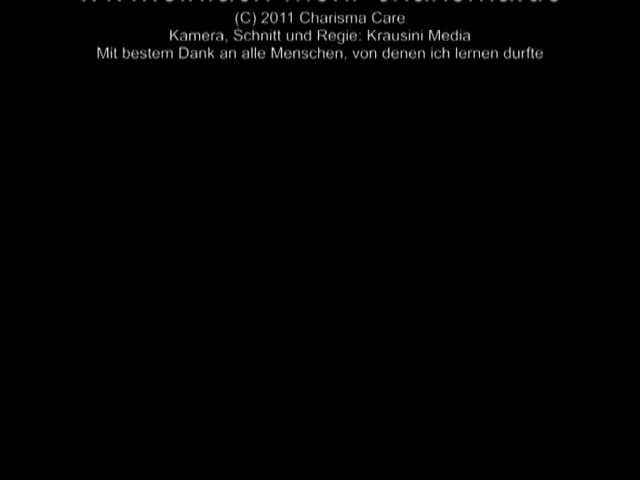 (C) 2011 Charisma Care
Kamera, Schnitt und Regie: Krausini Media
Mit bestem Dank an alle Menschen, von denen ich lernen durfte